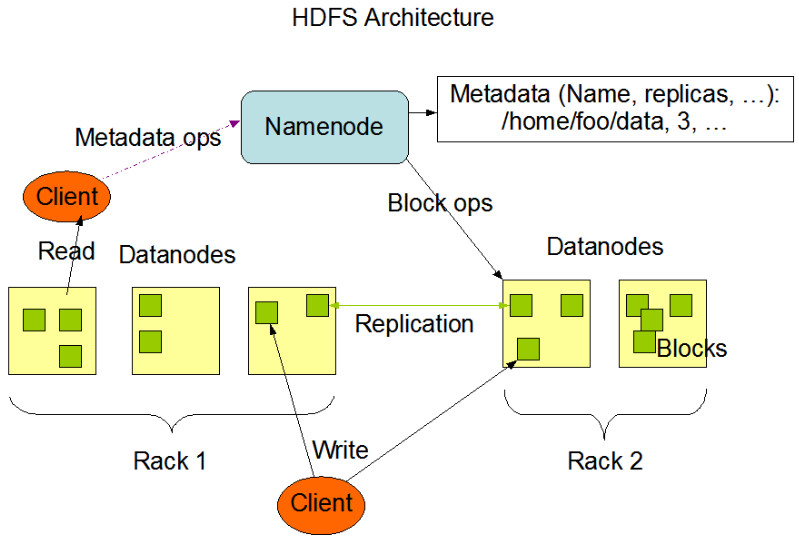 HDFS Architecture
Metadata (Name, replicas, ...):
/home/foo/data, 3, ...
Namenode
Metadata ops
Client
Block ops
Read
Datanodes
Datanodes
Replication
Blocks
Rack 1
Write
Rack 2
Client